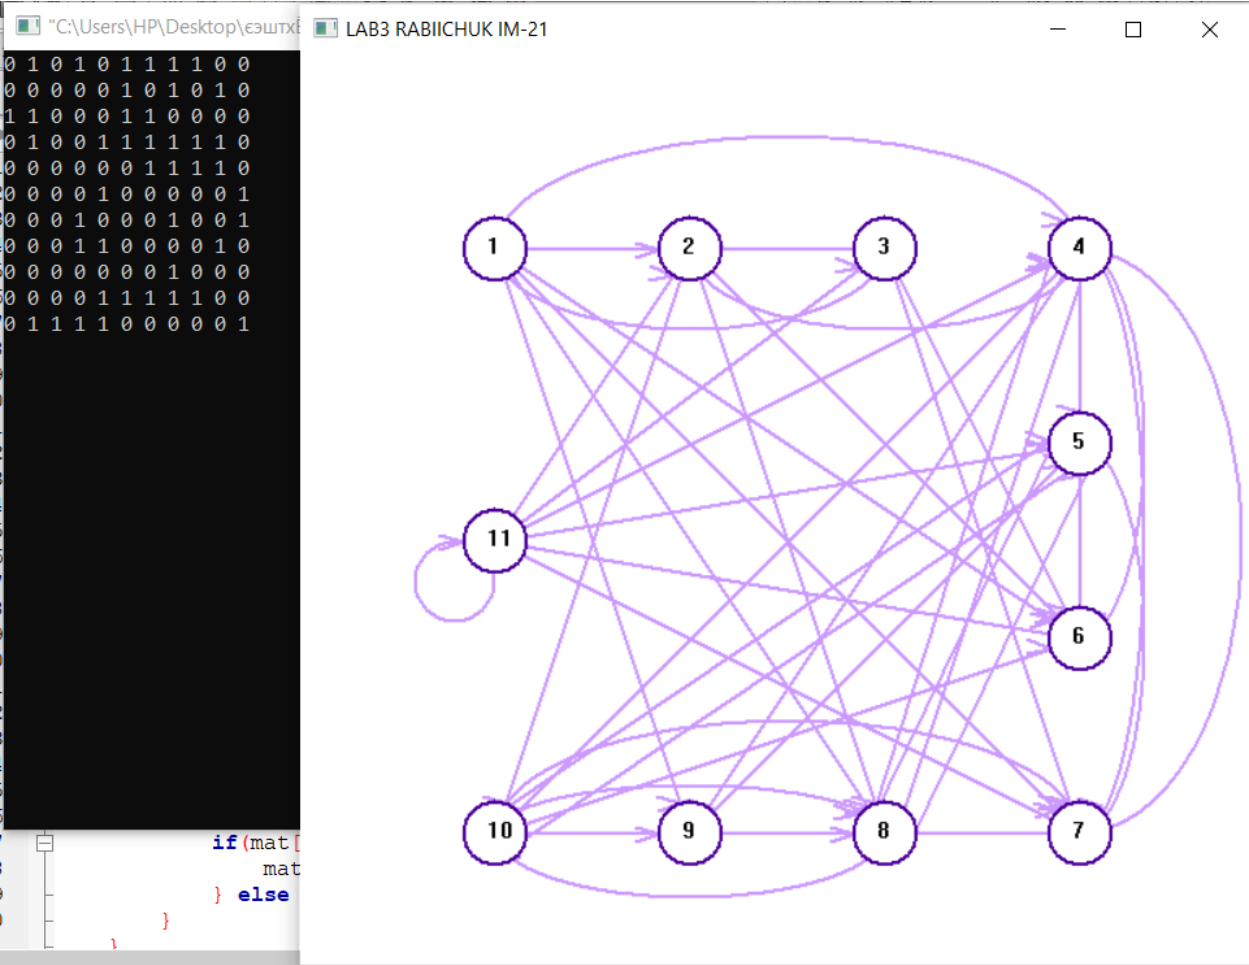 "C:\Users\HP\Desktop\єэштхЁ
LAB3 RABIICHUK IM-21
0 1 0 1 0 1 1 1 1 0 0
0 0 0 0 0 1 0 1 0 1 0
1 1 0 0 0 1 1 0 0 0 0
0 1 0 0 1 1 1 1 1 1 0
0 0 0 0 0 0 1 1 1 1 0
0 0 0 0 1 0 0 0 0 0 1
0 0 0 1 0 0 0 1 0 0 1
0 0 0 1 1 0 0 0 0 1 0
0 0 0 0 0 0 0 1 0 0 0
0 0 0 0 1 1 1 1 1 0 0
0 1 1 1 1 0 0 0 0 0 1
1 2 3 4
5
11
6
10 9 8 7
if(mat[
mat
} else
}
}